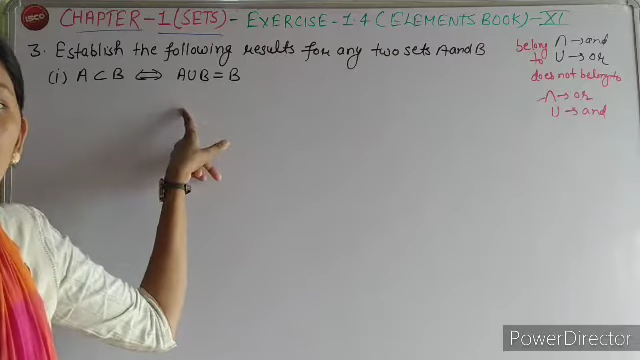 CHAPTER-1(SETS)- EXERCISE-1.4(ELEMENTS BOOK)-XI
3. Establish the following results for any two sets A and B
(i) A ⊂ B ⟺ A∪B = B
belong to ∩ → and
∪ → or
does not belong to
∩ → or
∪ → and
PowerDirector